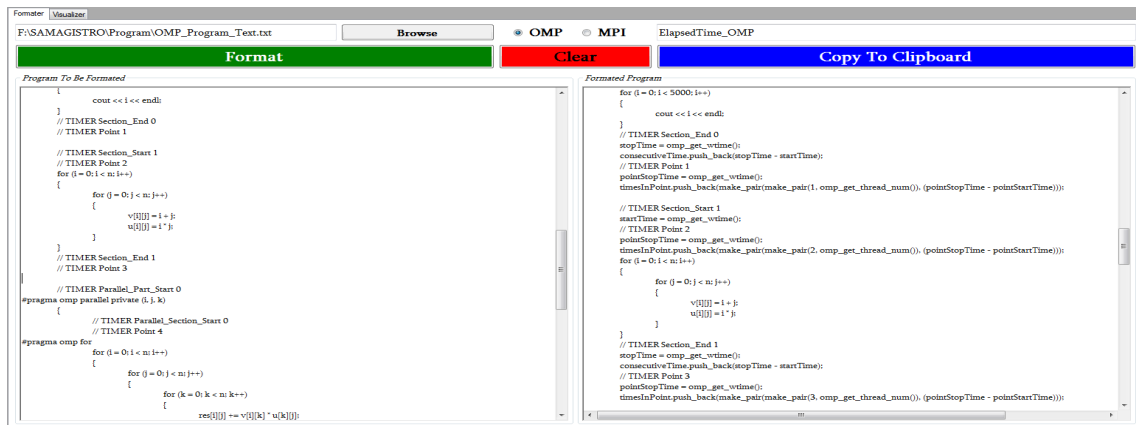 Formater Visualizer
F:\SAMAGISTRO\Program\OMP_Program_Text.txt Browse OMP MPI ElapsedTime_OMP
Format Clear Copy To Clipboard
Program To Be Formated
{
cout << i << endl;
}
// TIMER Section_End 0
// TIMER Point 1
// TIMER Section_Start 1
// TIMER Point 2
for (i = 0; i < n; i++)
{
for (j = 0; j < n; j++)
{
v[i][j] = i + j;
u[i][j] = i * j;
}
}
// TIMER Section_End 1
// TIMER Point 3
// TIMER Parallel_Part_Start 0
#pragma omp parallel private (i, j, k)
{
// TIMER Parallel_Section_Start 0
// TIMER Point 4
#pragma omp for
for (i = 0; i < n; i++)
{
for (j = 0; j < n; j++)
{
for (k = 0; k < n; k++)
{
res[i][j] += v[i][k] * u[k][j];
Formated Program
for (i = 0; i < 5000; i++)
{
cout << i << endl;
}
// TIMER Section_End 0
stopTime = omp_get_wtime();
consecutiveTime.push_back(stopTime - startTime);
// TIMER Point 1
pointStopTime = omp_get_wtime();
timesInPoint.push_back(make_pair(make_pair(1, omp_get_thread_num()), (pointStopTime - pointStartTime)));
// TIMER Section_Start 1
startTime = omp_get_wtime();
// TIMER Point 2
pointStopTime = omp_get_wtime();
timesInPoint.push_back(make_pair(make_pair(2, omp_get_thread_num()), (pointStopTime - pointStartTime)));
for (i = 0; i < n; i++)
{
for (j = 0; j < n; j++)
{
v[i][j] = i + j;
u[i][j] = i * j;
}
}
// TIMER Section_End 1
stopTime = omp_get_wtime();
consecutiveTime.push_back(stopTime - startTime);
// TIMER Point 3
pointStopTime = omp_get_wtime();
timesInPoint.push_back(make_pair(make_pair(3, omp_get_thread_num()), (pointStopTime - pointStartTime)));